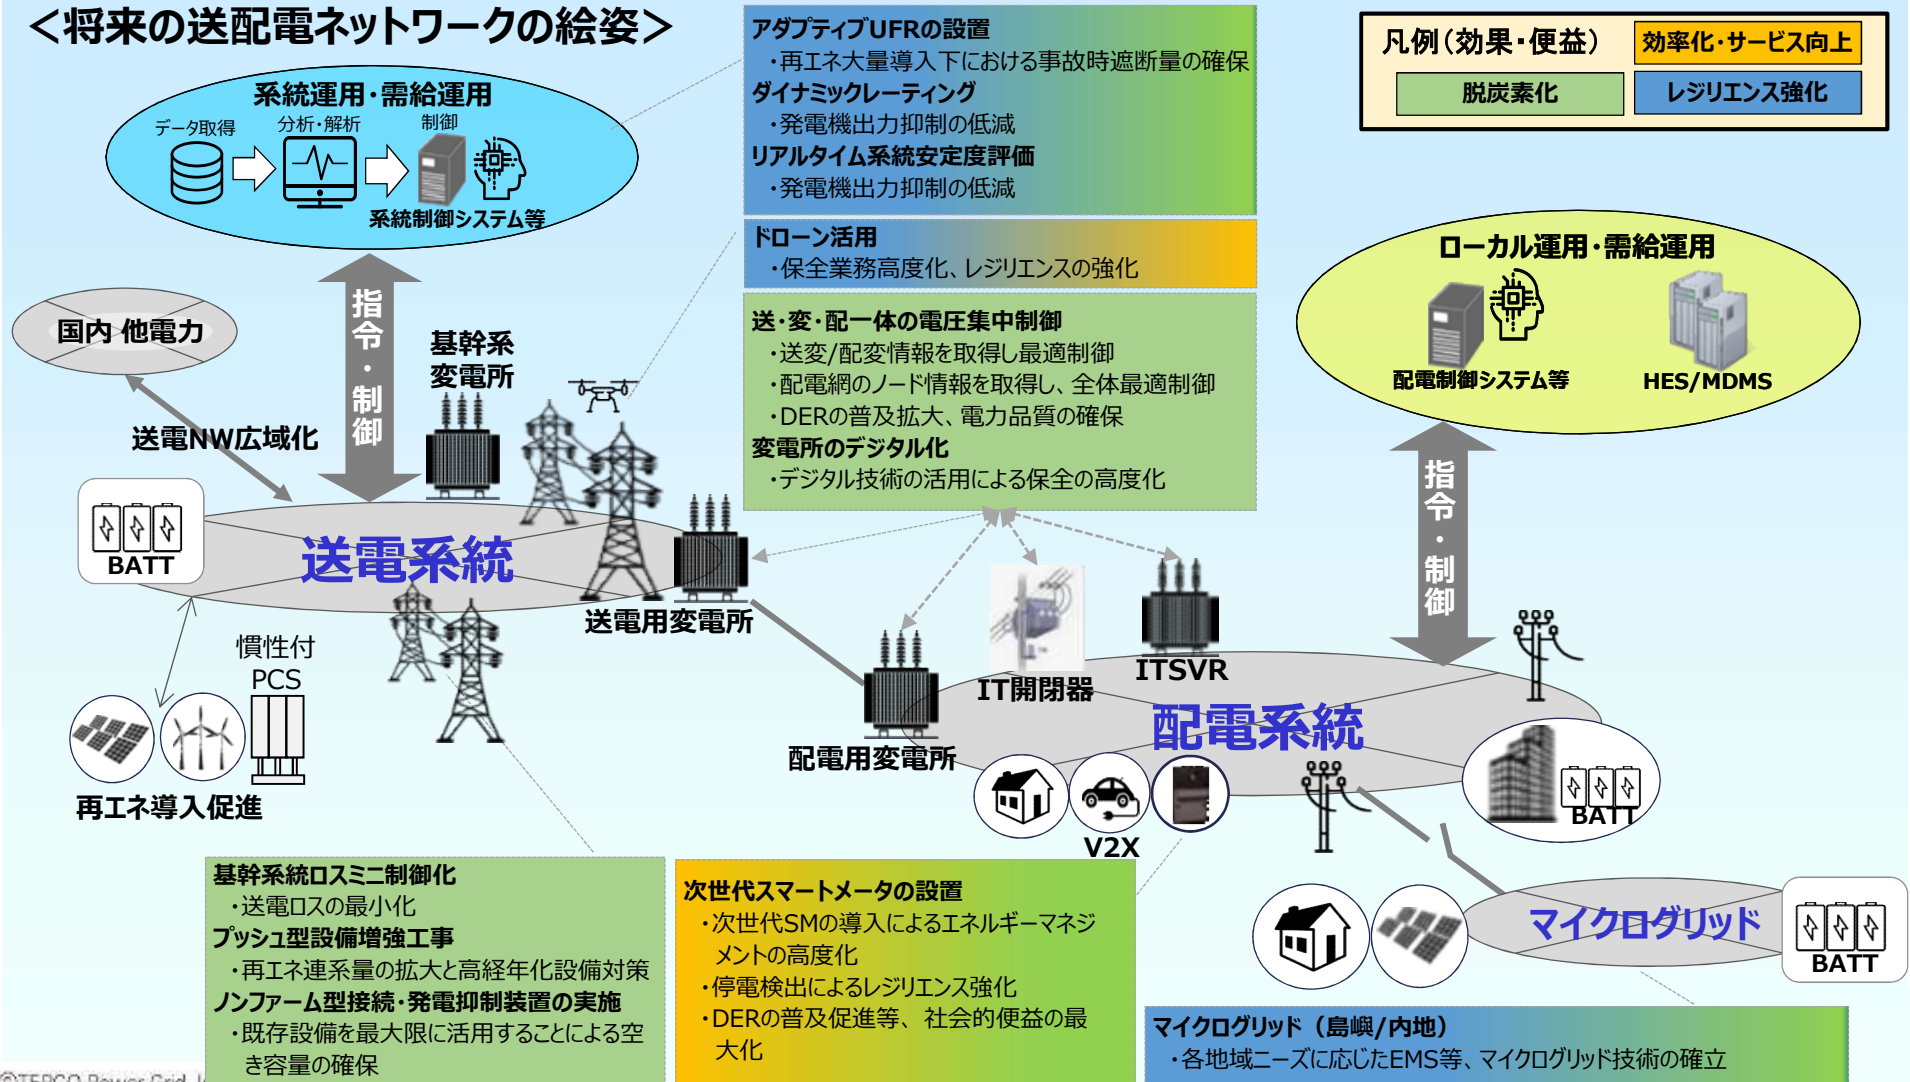 ＜将来の送配電ネットワークの絵姿＞
凡例（効果・便益）
効率化・サービス向上
脱炭素化
レジリエンス強化
系統運用・需給運用
データ取得
分析・解析
制御
系統制御システム等
アダプティブUFRの設置
・再エネ大量導入下における事故時遮断量の確保
ダイナミックレーティング
・発電機出力抑制の低減
リアルタイム系統安定度評価
・発電機出力抑制の低減
ドローン活用
・保全業務高度化、レジリエンスの強化
送・変・配一体の電圧集中制御
・送変/配変情報を取得し最適制御
・配電網のノード情報を取得し、全体最適制御
・DERの普及拡大、電力品質の確保
変電所のデジタル化
・デジタル技術の活用による保全の高度化
ローカル運用・需給運用
配電制御システム等
HES/MDMS
指令・制御
指令・制御
国内 他電力
送電NW広域化
基幹系
変電所
BATT
送電系統
送電用変電所
慣性付
PCS
再エネ導入促進
IT開閉器
ITSVR
配電用変電所
配電系統
V2X
BATT
基幹系統ロスミニ制御化
・送電ロスの最小化
プッシュ型設備増強工事
・再エネ連系量の拡大と高経年化設備対策
ノンファーム型接続・発電抑制装置の実施
・既存設備を最大限に活用することによる空
き容量の確保
次世代スマートメータの設置
・次世代SMの導入によるエネルギーマネジ
メントの高度化
・停電検出によるレジリエンス強化
・DERの普及促進等、社会的便益の最
大化
マイクログリッド
BATT
マイクログリッド（島嶼/内地）
・各地域ニーズに応じたEMS等、マイクログリッド技術の確立
©TEPCO Power Grid, I